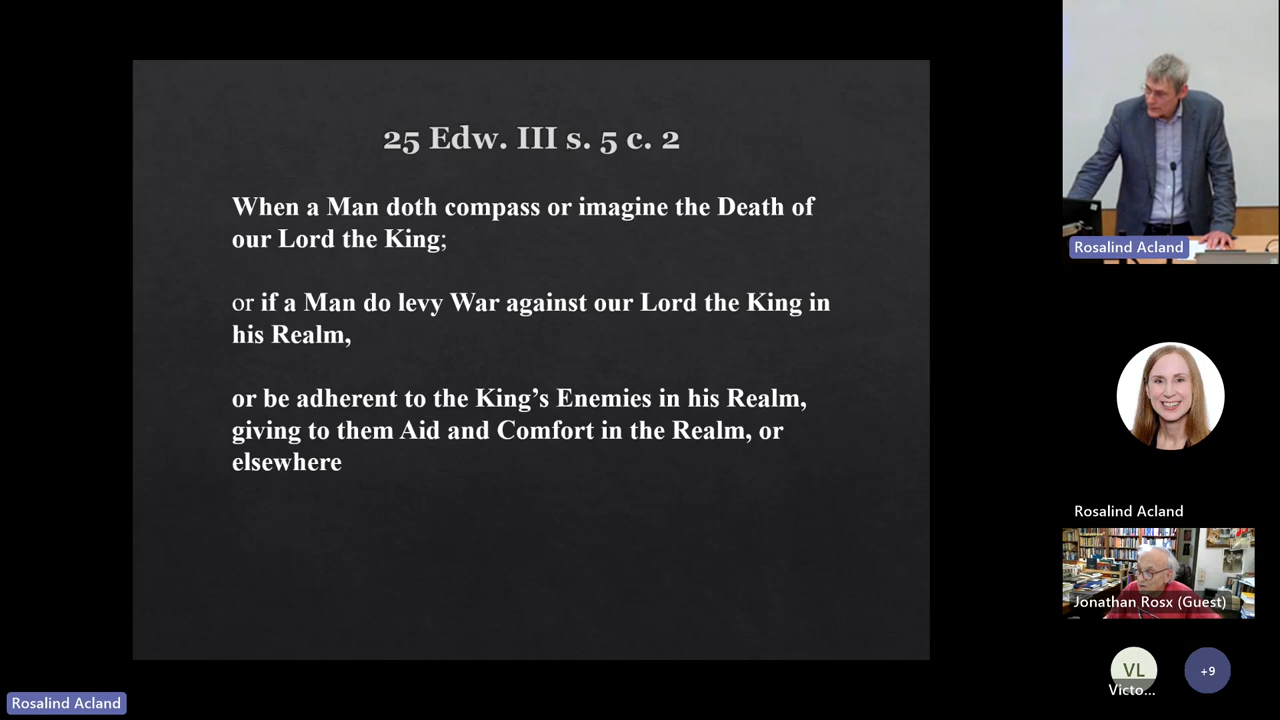 25 Edw. III s. 5 c. 2
When a Man doth compass or imagine the Death of
our Lord the King;
or if a Man do levy War against our Lord the King in
his Realm,
or be adherent to the King’s Enemies in his Realm,
giving to them Aid and Comfort in the Realm, or
elsewhere
Rosalind Acland
Rosalind Acland
Jonathan Rosx (Guest)
VL
Victo...
+9
Rosalind Acland